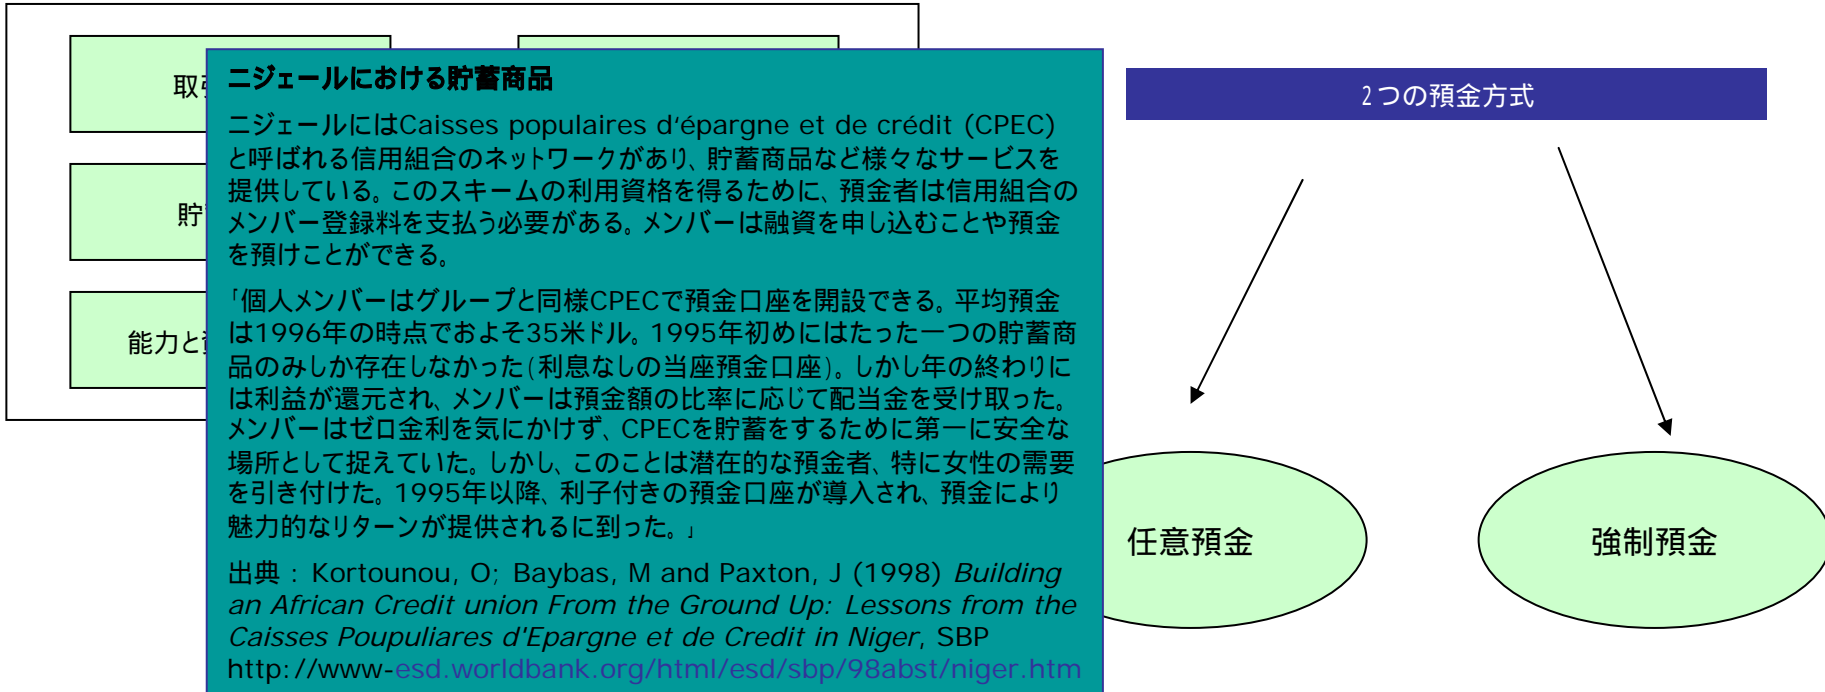 取
貯
能力と
ニジェールにおける貯蓄商品
ニジェールにはCaisses populaires d‘épargne et de crédit (CPEC)
と呼ばれる信用組合のネットワークがあり、貯蓄商品など様々なサービスを
提供している。このスキームの利用資格を得るために、預金者は信用組合の
メンバー登録料を支払う必要がある。メンバーは融資を申し込むことや預金
を預けことができる。
「個人メンバーはグループと同様CPECで預金口座を開設できる。平均預金
は1996年の時点でおよそ35米ドル。1995年初めにはたった一つの貯蓄商
品のみしか存在しなかった(利息なしの当座預金口座)。しかし年の終わりに
は利益が還元され、メンバーは預金額の比率に応じて配当金を受け取った。
メンバーはゼロ金利を気にかけず、CPECを貯蓄をするために第一に安全な
場所として捉えていた。しかし、このことは潜在的な預金者、特に女性の需要
を引き付けた。1995年以降、利子付きの預金口座が導入され、預金により
魅力的なリターンが提供されるに到った。」
出典：Kortounou, O; Baybas, M and Paxton, J (1998) Building
an African Credit union From the Ground Up: Lessons from the
Caisses Poupuliares d'Epargne et de Credit in Niger, SBP
http://www-esd.worldbank.org/html/esd/sbp/98abst/niger.htm
2つの預金方式
任意預金
強制預金